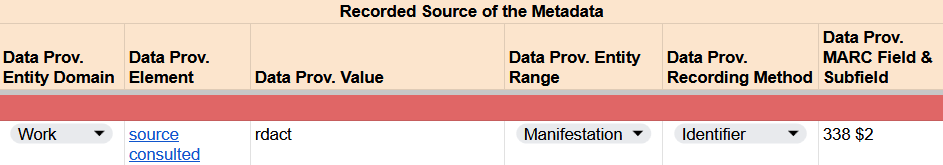 Recorded Source of the Metadata
Data Prov. Entity Domain
Data Prov. Element
Data Prov. Value
Data Prov. Entity Range
Data Prov. Recording Method
Data Prov. MARC Field & Subfield
Work
source consulted
rdact
Manifestation
Identifier
338 $2